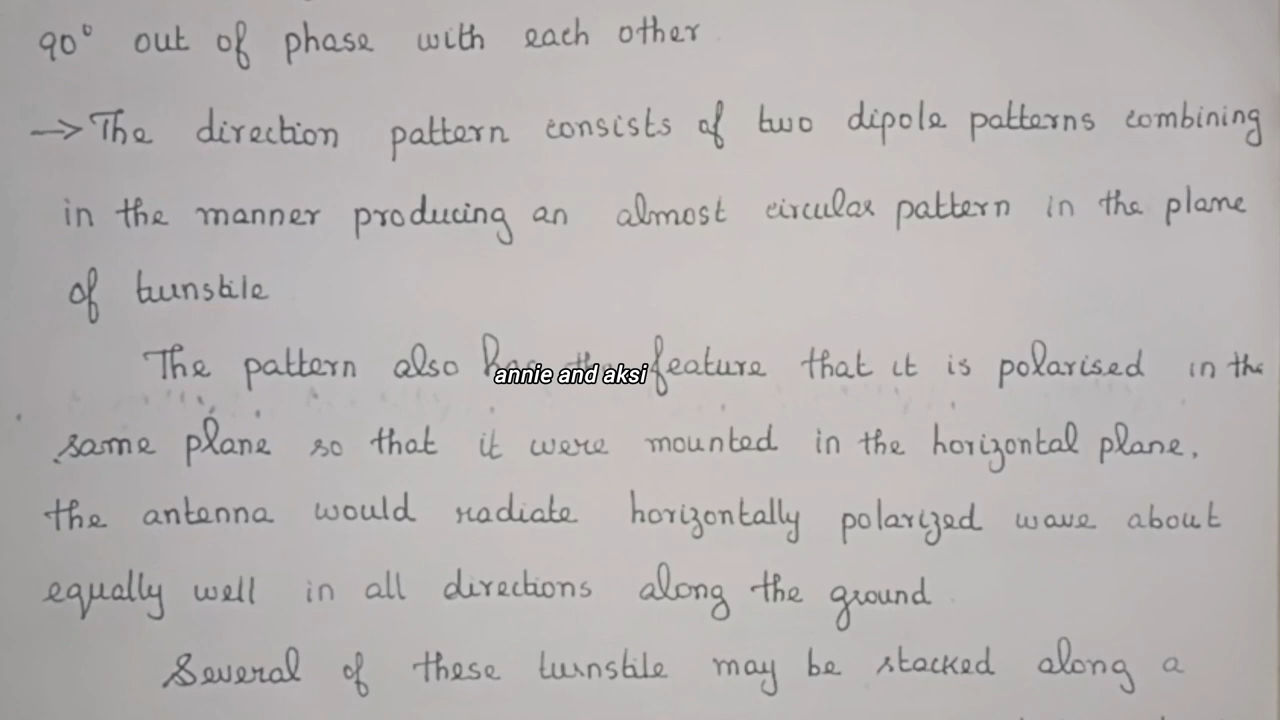 90° out of phase with each other
→ The direction pattern consists of two dipole patterns combining
in the manner producing an almost circular pattern in the plane
of tunstile
The pattern also has the feature that it is polarised in the
annie and aksi
same plane so that it were mounted in the horizontal plane,
the antenna would radiate horizontally polarized wave about
equally well in all directions along the ground
Several of these turnstile may be stacked along a